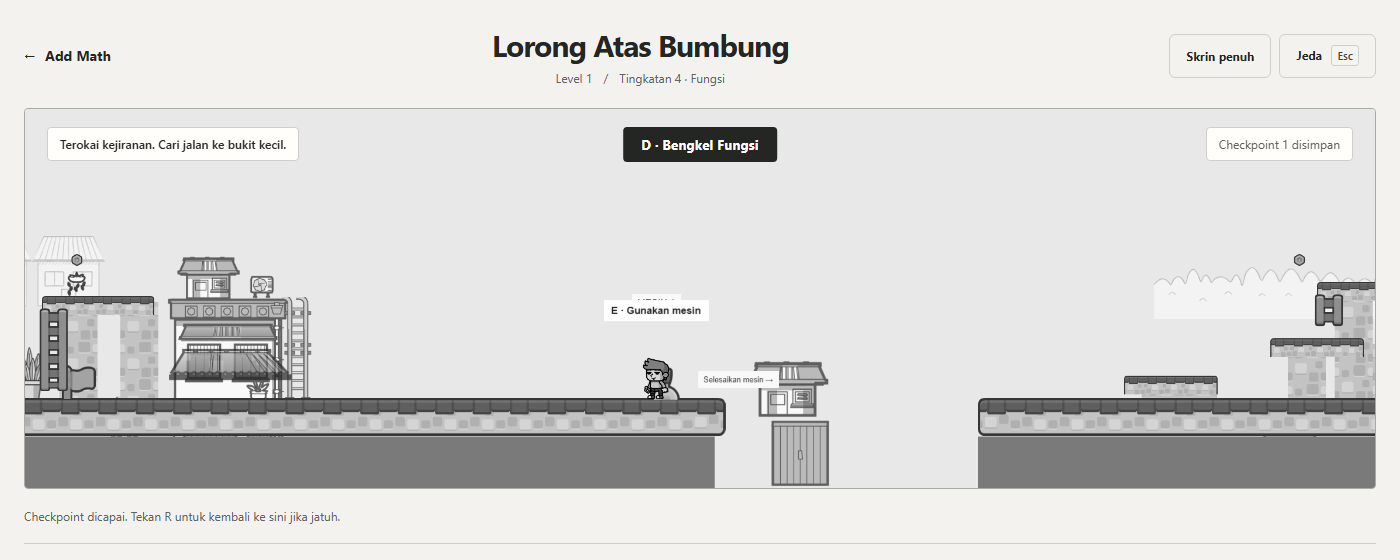 ← Add Math
Lorong Atas Bumbung
Level 1 / Tingkatan 4 · Fungsi
Skrin penuh
Jeda Esc
Terokai kejiranan. Cari jalan ke bukit kecil.
D · Bengkel Fungsi
Checkpoint 1 disimpan
E · Gunakan mesin
Selesaikan mesin →
Checkpoint dicapai. Tekan R untuk kembali ke sini jika jatuh.